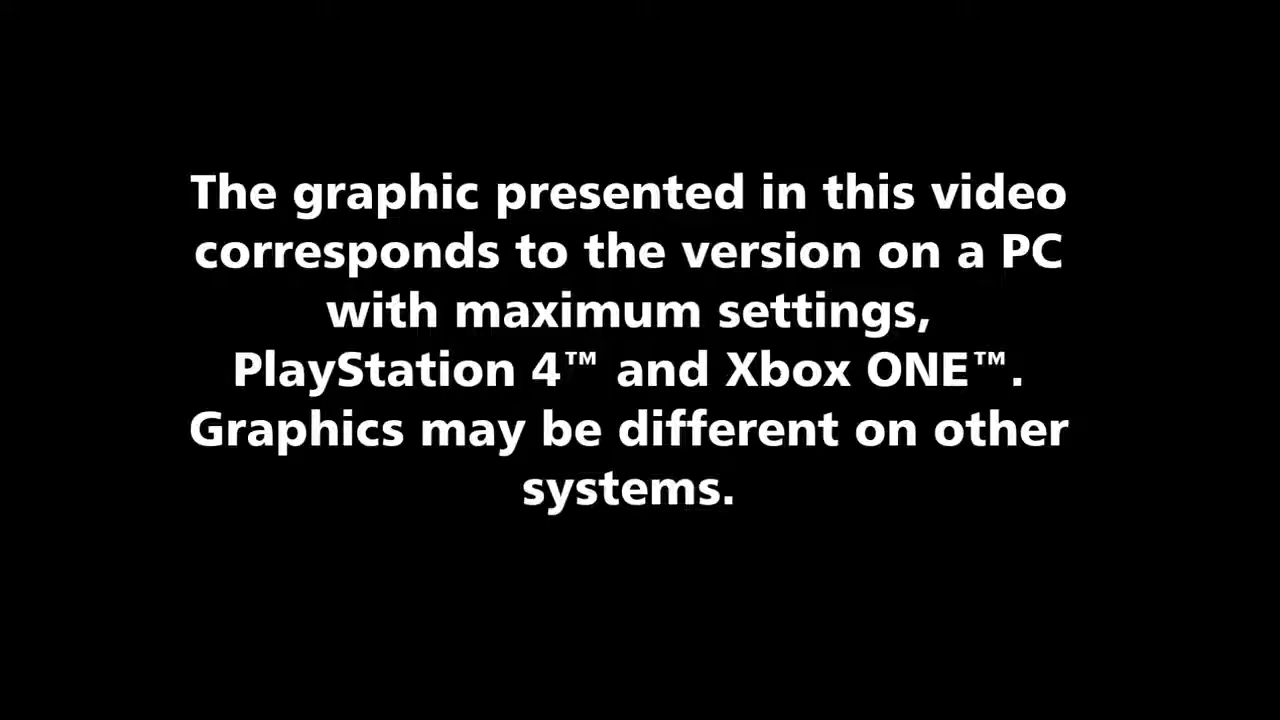 The graphic presented in this video
corresponds to the version on a PC
with maximum settings,
PlayStation 4™ and Xbox ONE™.
Graphics may be different on other
systems.